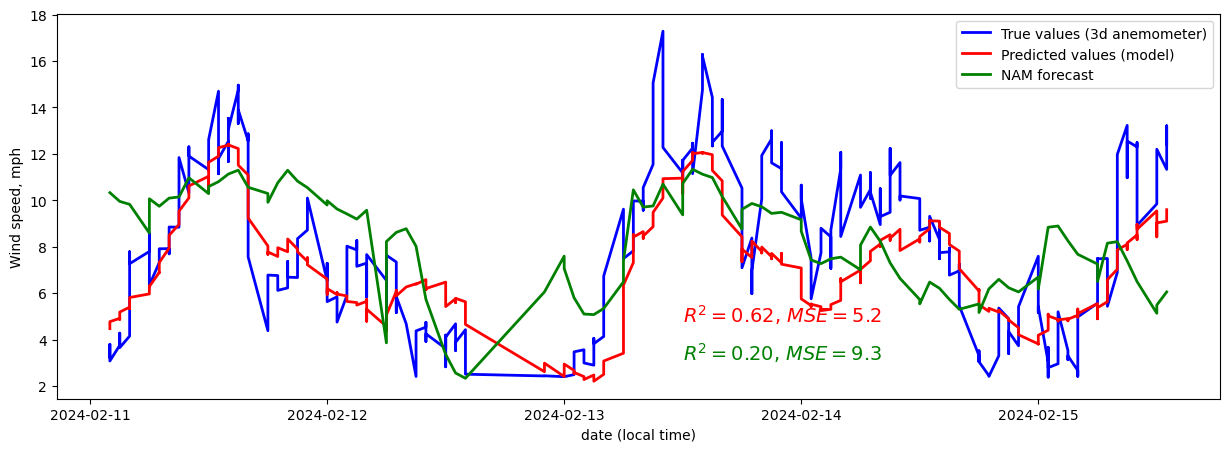 18
16
14
12
10
8
6
4
2
Wind speed, mph
True values (3d anemometer)
Predicted values (model)
NAM forecast
R² = 0.62, MSE = 5.2
R² = 0.20, MSE = 9.3
2024-02-11
2024-02-12
2024-02-13
2024-02-14
2024-02-15
date (local time)